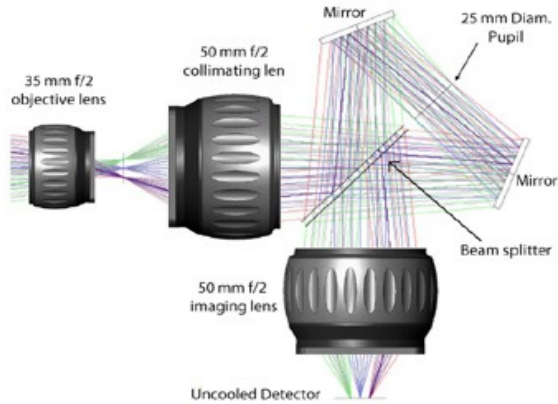 Mirror
25 mm Diam.
Pupil
50 mm f/2
collimating len
35 mm f/2
objective lens
Mirror
Beam splitter
50 mm f/2
imaging lens
Uncooled Detector